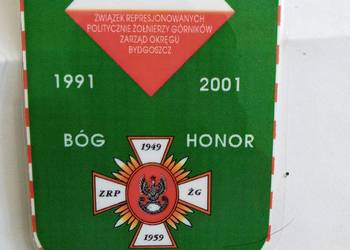 ZWIĄZEK REPRESJONOWANYCH
POLITYCZNIE ŻOŁNIERZY GÓRNIKÓW
ZARZĄD OKRĘGU
BYDGOSZCZ
1991 2001
BÓG HONOR
1949
ZRP ŻG
1959